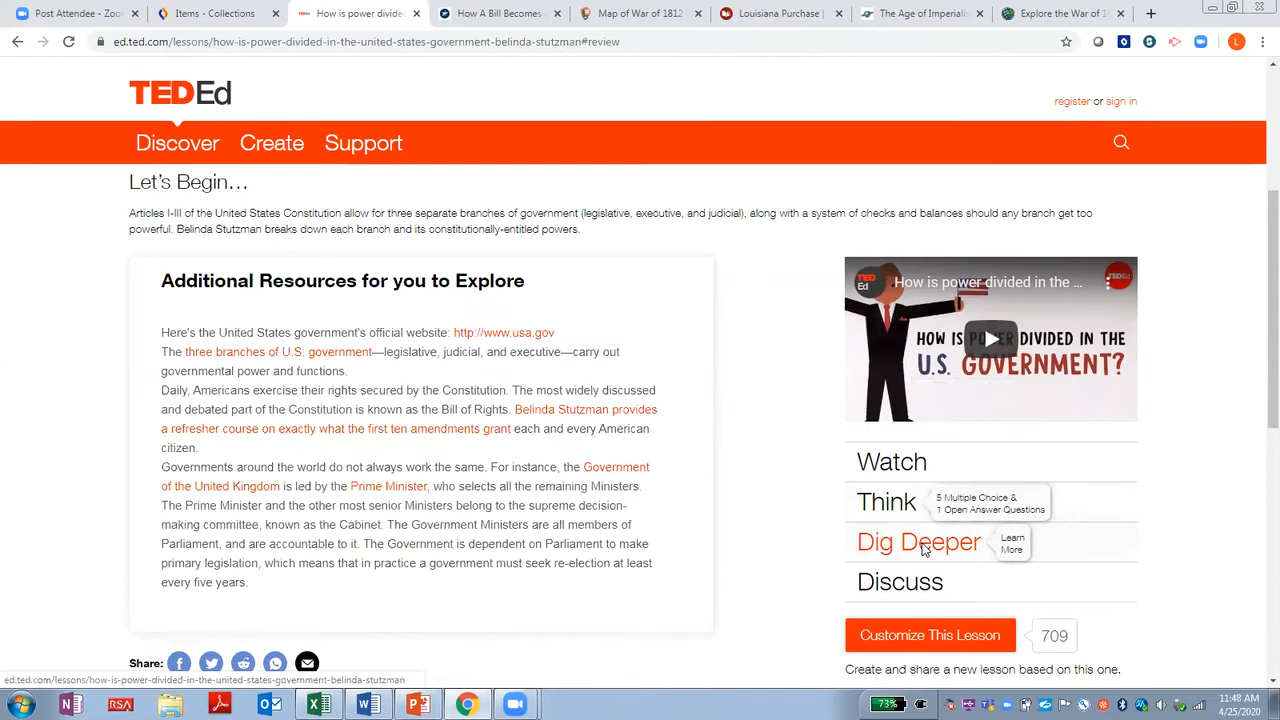 Post Attendee - Zoo
Items - Collections
How is power divide
How A Bill Becomes
Map of War of 1812
Louisiana Purchase
The Age of Imperiali
Explore the War of 1
ed.ted.com/lessons/how-is-power-divided-in-the-united-states-government-belinda-stutzman#review
L
TEDEd
register or sign in
Discover Create Support
Let's Begin…
Articles I-III of the United States Constitution allow for three separate branches of government (legislative, executive, and judicial), along with a system of checks and balances should any branch get too
powerful. Belinda Stutzman breaks down each branch and its constitutionally-entitled powers.
Additional Resources for you to Explore
Here's the United States government's official website: http://www.usa.gov
The three branches of U.S. government—legislative, judicial, and executive—carry out
governmental power and functions.
Daily, Americans exercise their rights secured by the Constitution. The most widely discussed
and debated part of the Constitution is known as the Bill of Rights. Belinda Stutzman provides
a refresher course on exactly what the first ten amendments grant each and every American
citizen.
Governments around the world do not always work the same. For instance, the Government
of the United Kingdom is led by the Prime Minister, who selects all the remaining Ministers.
The Prime Minister and the other most senior Ministers belong to the supreme decision-
making committee, known as the Cabinet. The Government Ministers are all members of
Parliament, and are accountable to it. The Government is dependent on Parliament to make
primary legislation, which means that in practice a government must seek re-election at least
every five years.
Share:
TED Ed
How is power divided in the ...
TED Ed
HOW IS POWER DIVIDED IN THE
U.S. GOVERNMENT?
Watch
Think
5 Multiple Choice &
1 Open Answer Questions
Dig Deeper
Learn
More
Discuss
Customize This Lesson
709
Create and share a new lesson based on this one.
ed.ted.com/lessons/how-is-power-divided-in-the-united-states-government-belinda-stutzman
RSA
73%
11:48 AM
4/25/2020